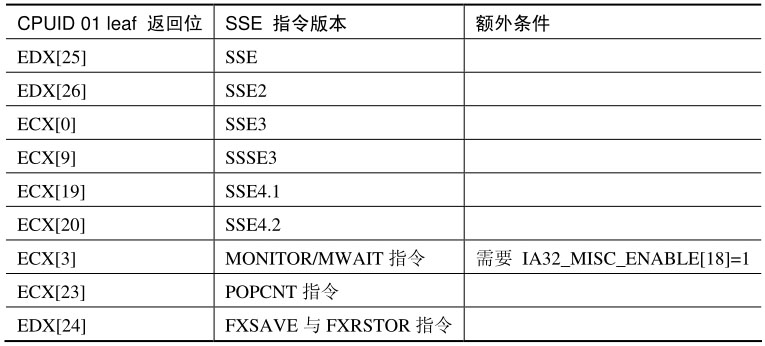 CPUID 01 leaf 返回位 SSE 指令版本 额外条件
EDX[25] SSE
EDX[26] SSE2
ECX[0] SSE3
ECX[9] SSSE3
ECX[19] SSE4.1
ECX[20] SSE4.2
ECX[3] MONITOR/MWAIT 指令 需要 IA32_MISC_ENABLE[18]=1
ECX[23] POPCNT 指令
EDX[24] FXSAVE 与 FXRSTOR 指令